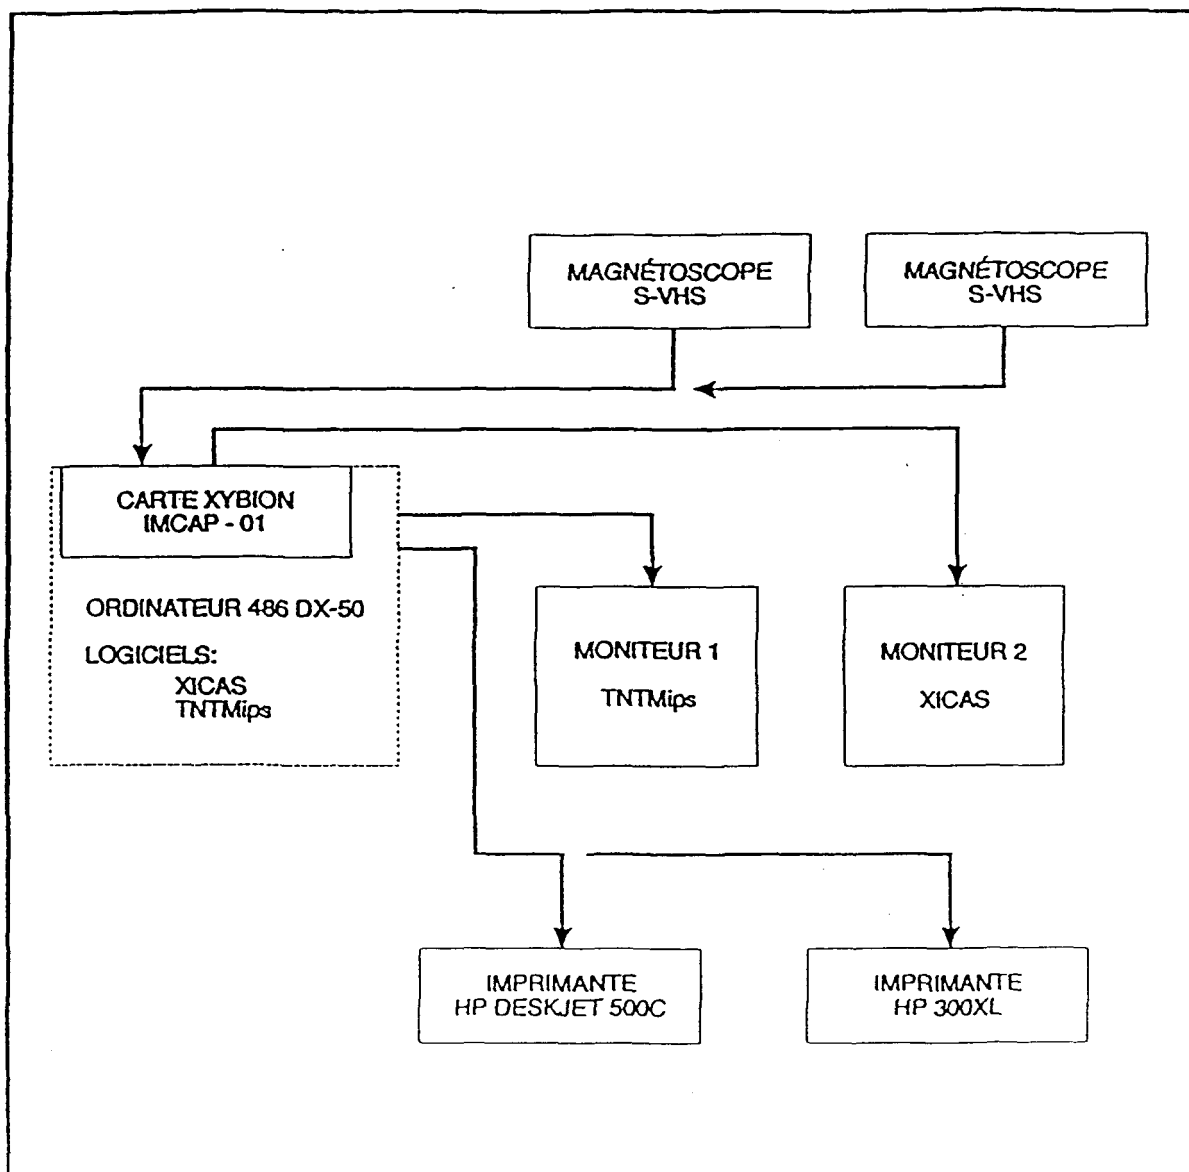 MAGNÉTOSCOPE
S-VHS
MAGNÉTOSCOPE
S-VHS
CARTE XYBION
IMCAP - 01
ORDINATEUR 486 DX-50
LOGICIELS:
XICAS
TNTMips
MONITEUR 1
TNTMips
MONITEUR 2
XICAS
IMPRIMANTE
HP DESKJET 500C
IMPRIMANTE
HP 300XL